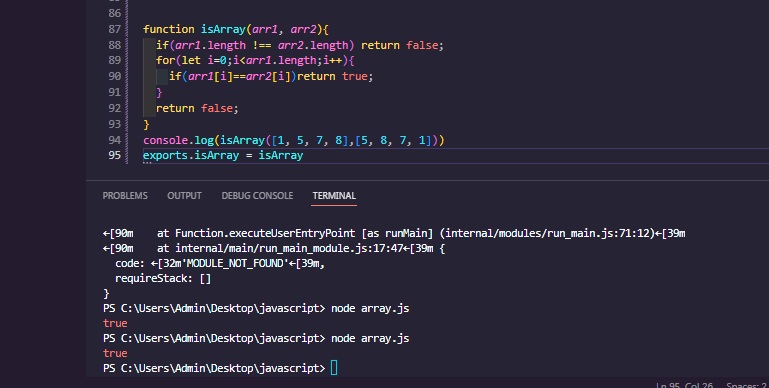 86
87 function isArray(arr1, arr2){
88 if(arr1.length !== arr2.length) return false;
89 for(let i=0;i<arr1.length;i++){
90 if(arr1[i]==arr2[i])return true;
91 }
92 return false;
93 }
94 console.log(isArray([1, 5, 7, 8],[5, 8, 7, 1]))
95 exports.isArray = isArray
PROBLEMS OUTPUT DEBUG CONSOLE TERMINAL
←[90m    at Function.executeUserEntryPoint [as runMain] (internal/modules/run_main.js:71:12)←[39m
←[90m    at internal/main/run_main_module.js:17:47←[39m {
code: ←[32m'MODULE_NOT_FOUND'←[39m,
requireStack: []
}
PS C:\Users\Admin\Desktop\javascript> node array.js
true
PS C:\Users\Admin\Desktop\javascript> node array.js
true
PS C:\Users\Admin\Desktop\javascript>
Ln 95, Col 26 Spaces: 2